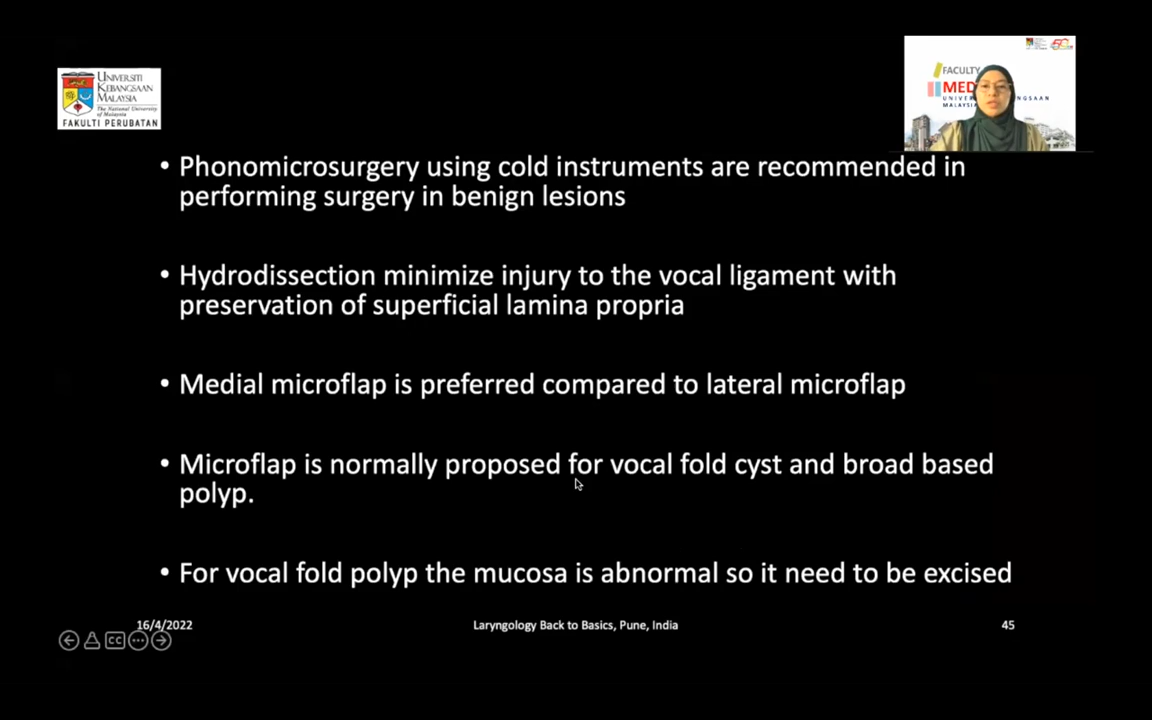 UNIVERSITI
KEBANGSAAN
MALAYSIA
The National University
of Malaysia
FAKULTI PERUBATAN
FACULTY
MED
UNIVE NGSAAN
MALAYSIA
• Phonomicrosurgery using cold instruments are recommended in
performing surgery in benign lesions
• Hydrodissection minimize injury to the vocal ligament with
preservation of superficial lamina propria
• Medial microflap is preferred compared to lateral microflap
• Microflap is normally proposed for vocal fold cyst and broad based
polyp.
• For vocal fold polyp the mucosa is abnormal so it need to be excised
16/4/2022
Laryngology Back to Basics, Pune, India
45
CC